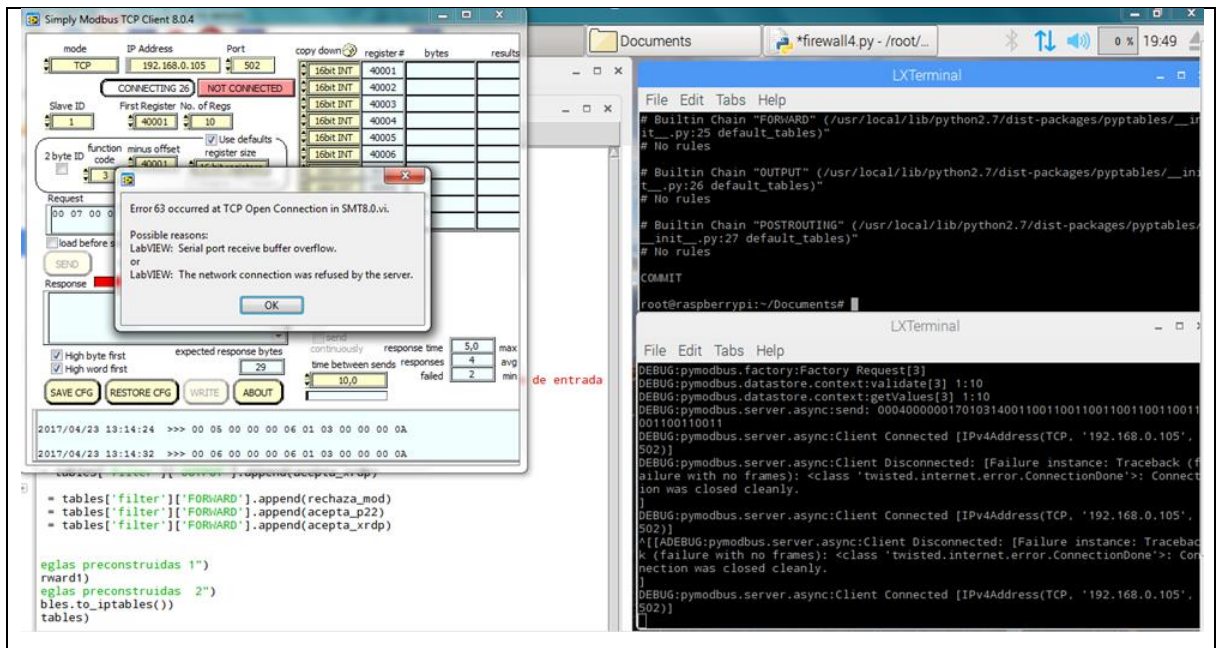 Simply Modbus TCP Client 8.0.4
mode IP Address Port
TCP 192.168.0.105 502
CONNECTING 26 NOT CONNECTED
Slave ID First Register No. of Regs
1 40001 10
Use defaults
2 byte ID function code minus offset register size
3 40001
copy down register # bytes results
16bit INT 40001
16bit INT 40002
16bit INT 40003
16bit INT 40004
16bit INT 40005
16bit INT 40006
Request
00 07 00 0
load before s
SEND
Response
Error 63 occurred at TCP Open Connection in SMT8.0.vi.
Possible reasons:
LabVIEW: Serial port receive buffer overflow.
or
LabVIEW: The network connection was refused by the server.
OK
High byte first
High word first
expected response bytes
29
send
continuously
time between sends
10,0
response time 5,0 max
responses 4 avg
failed 2 min
SAVE CFG RESTORE CFG WRITE ABOUT
2017/04/23 13:14:24 >>> 00 05 00 00 00 06 01 03 00 00 00 0A
2017/04/23 13:14:32 >>> 00 06 00 00 00 06 01 03 00 00 00 0A
de entrada
= tables['filter']['FORWARD'].append(rechaza_mod)
= tables['filter']['FORWARD'].append(acepta_p22)
= tables['filter']['FORWARD'].append(acepta_xrdp)
eglas preconstruidas 1")
rward1)
eglas preconstruidas 2")
bles.to_iptables())
tables)
Documents
*firewall4.py - /root/...
0 % 19:49
LXTerminal
File Edit Tabs Help
# Builtin Chain "FORWARD" (/usr/local/lib/python2.7/dist-packages/pyptables/__in
it__.py:25 default_tables)"
# No rules
# Builtin Chain "OUTPUT" (/usr/local/lib/python2.7/dist-packages/pyptables/__ini
t__.py:26 default_tables)"
# No rules
# Builtin Chain "POSTROUTING" (/usr/local/lib/python2.7/dist-packages/pyptables/
__init__.py:27 default_tables)"
# No rules
COMMIT
root@raspberrypi:~/Documents#
LXTerminal
File Edit Tabs Help
DEBUG:pymodbus.factory:Factory Request[3]
DEBUG:pymodbus.datastore.context:validate[3] 1:10
DEBUG:pymodbus.datastore.context:getValues[3] 1:10
DEBUG:pymodbus.server.async:send: 
001100110011
DEBUG:pymodbus.server.async:Client Connected [IPv4Address(TCP, '192.168.0.105',
502)]
DEBUG:pymodbus.server.async:Client Disconnected: [Failure instance: Traceback (f
ailure with no frames): <class 'twisted.internet.error.ConnectionDone'>: Connect
ion was closed cleanly.
]
DEBUG:pymodbus.server.async:Client Connected [IPv4Address(TCP, '192.168.0.105',
502)]
^[[ADEBUG:pymodbus.server.async:Client Disconnected: [Failure instance: Tracebac
k (failure with no frames): <class 'twisted.internet.error.ConnectionDone'>: Con
nection was closed cleanly.
]
DEBUG:pymodbus.server.async:Client Connected [IPv4Address(TCP, '192.168.0.105',
502)]